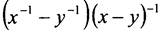 (x⁻¹ − y⁻¹)(x − y)⁻¹